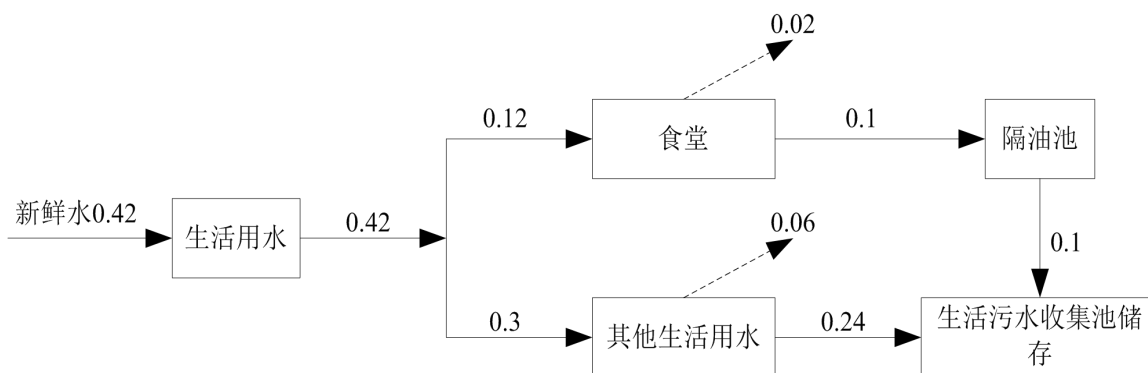 0.02
0.12
食堂
0.1
隔油池
新鲜水0.42
生活用水
0.42
0.06
0.1
0.3
其他生活用水
0.24
生活污水收集池储
存